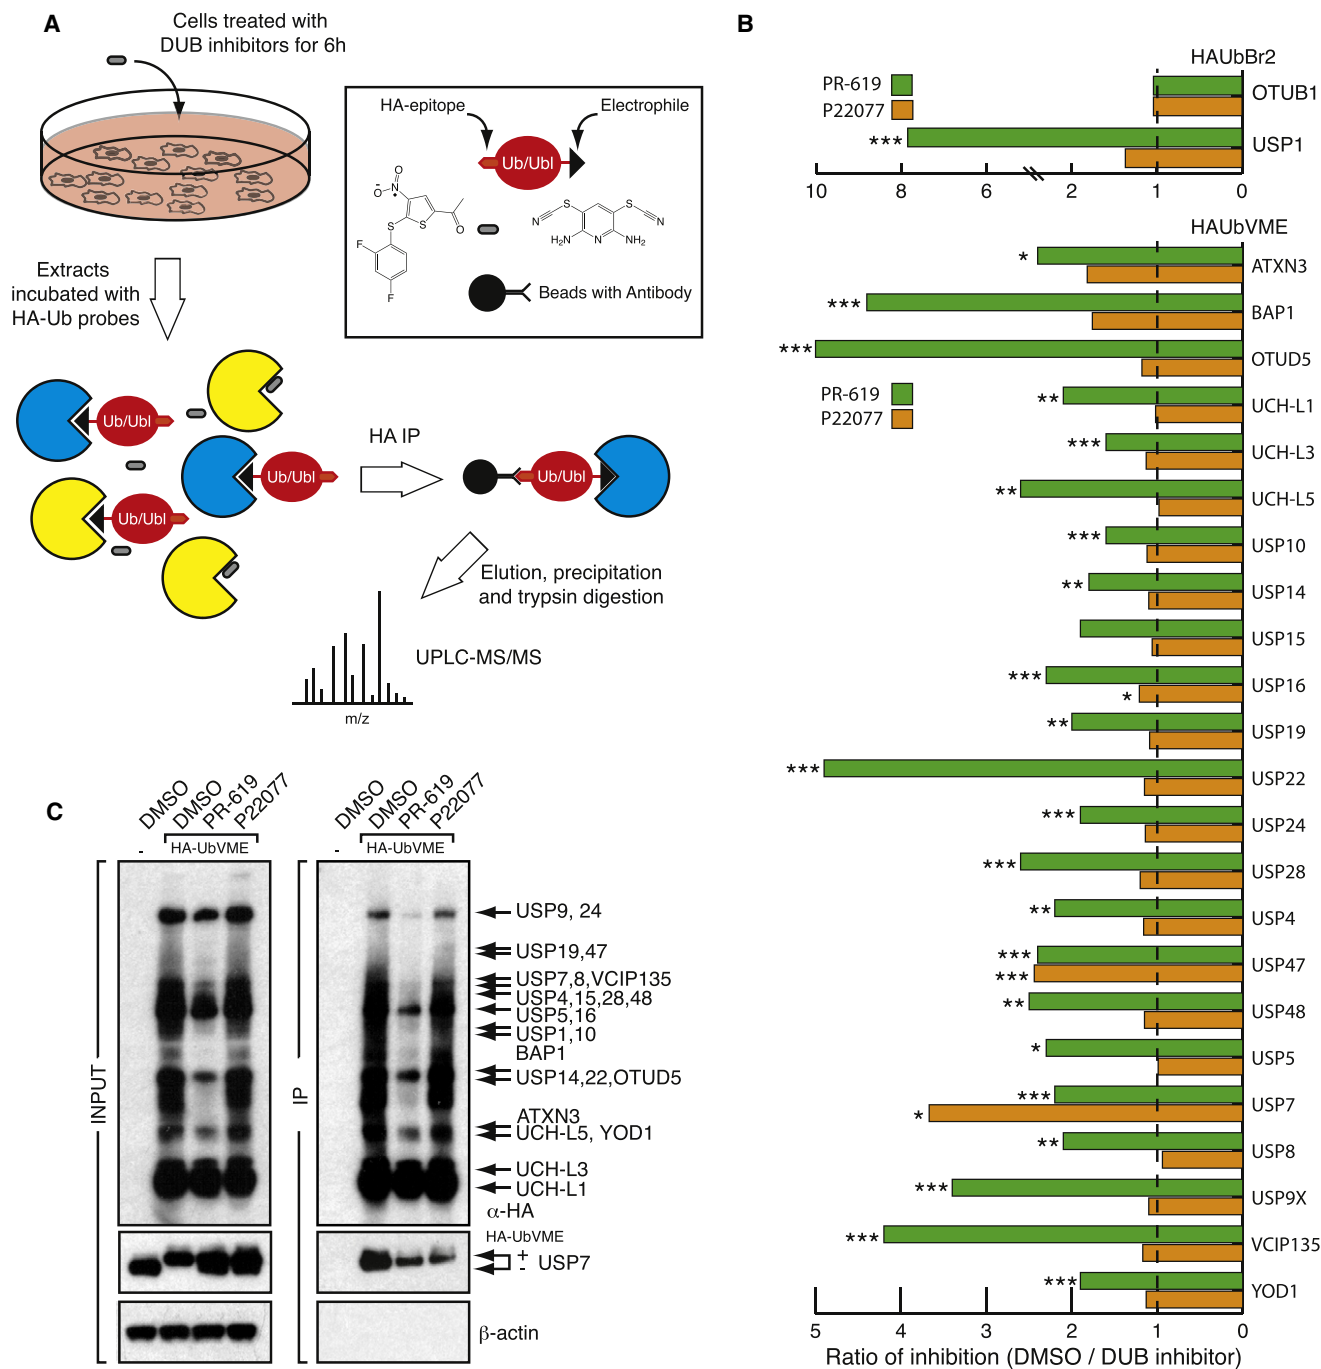 A
Cells treated with
DUB inhibitors for 6h
HA-epitope
Electrophile
Ub/Ubl
O
N
O
S
S
O
F
F
S
S
N
N
H₂N
N
NH₂
Beads with Antibody
Extracts
incubated with
HA-Ub probes
Ub/Ubl
Ub/Ubl
Ub/Ubl
HA IP
Ub/Ubl
Elution, precipitation
and trypsin digestion
UPLC-MS/MS
m/z
B
HAUbBr2
PR-619
P22077
OTUB1
***
USP1
10 8 6 2 1 0
HAUbVME
* ATXN3
*** BAP1
*** OTUD5
PR-619
P22077
** UCH-L1
*** UCH-L3
** UCH-L5
*** USP10
** USP14
USP15
*** USP16
*
** USP19
*** USP22
*** USP24
*** USP28
** USP4
*** USP47
***
** USP48
* USP5
*** USP7
*
** USP8
*** USP9X
*** VCIP135
*** YOD1
5 4 3 2 1 0
Ratio of inhibition (DMSO / DUB inhibitor)
C
DMSO DMSO PR-619 P22077
- HA-UbVME
DMSO DMSO PR-619 P22077
- HA-UbVME
INPUT
IP
USP9, 24
USP19,47
USP7,8,VCIP135
USP4,15,28,48
USP5,16
USP1,10
BAP1
USP14,22,OTUD5
ATXN3
UCH-L5, YOD1
UCH-L3
UCH-L1
α-HA
HA-UbVME
+
- USP7
β-actin